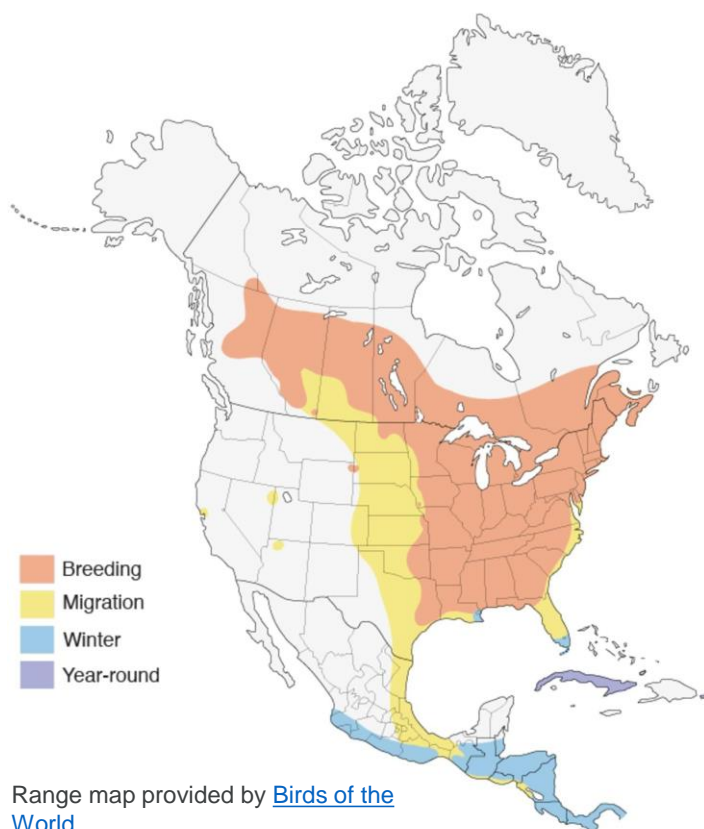 Breeding
Migration
Winter
Year-round
Range map provided by Birds of the
World